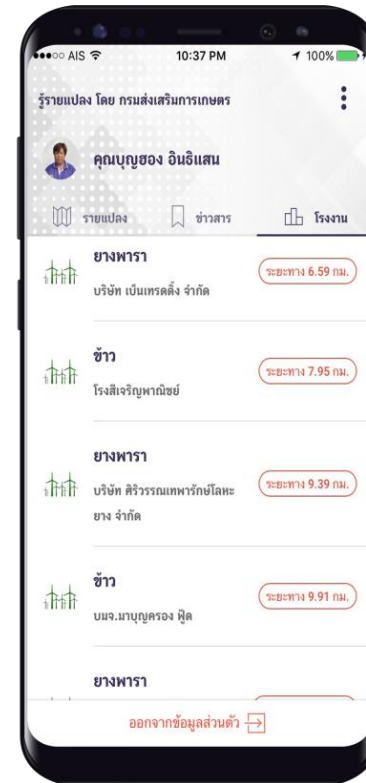 AIS 10:37 PM 100%
รู้รายแปลง โดย กรมส่งเสริมการเกษตร
คุณบุญฮอง อินธิแสน
รายแปลง ข่าวสาร โรงงาน
ยางพารา
บริษัท เบ็นเทรดดิ้ง จำกัด
ระยะทาง 6.59 กม.
ข้าว
โรงสีเจริญพาณิชย์
ระยะทาง 7.95 กม.
ยางพารา
บริษัท ศิริวรรณเทพารักษ์โลหะ
ยาง จำกัด
ระยะทาง 9.39 กม.
ข้าว
บมจ.มาบุญครอง ฟู๊ด
ระยะทาง 9.91 กม.
ยางพารา
ออกจากข้อมูลส่วนตัว